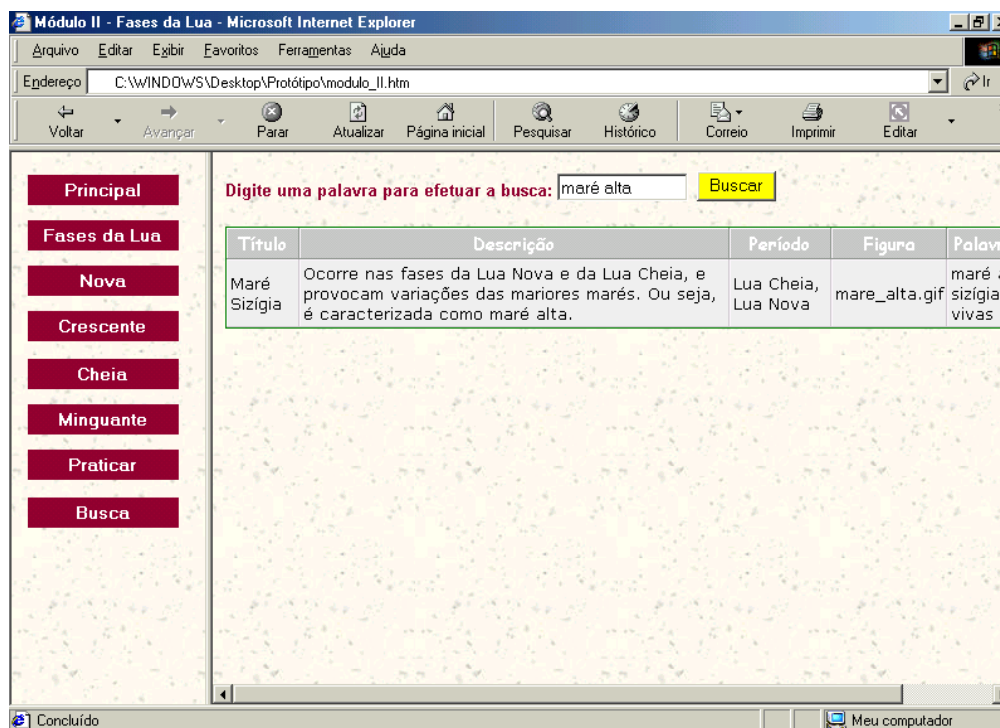 Módulo II - Fases da Lua - Microsoft Internet Explorer
Arquivo Editar Exibir Favoritos Ferramentas Ajuda
Endereço C:\WINDOWS\Desktop\Protótipo\modulo_II.htm Ir
Voltar Avançar Parar Atualizar Página inicial Pesquisar Histórico Correio Imprimir Editar
Principal
Fases da Lua
Nova
Crescente
Cheia
Minguante
Praticar
Busca
Digite uma palavra para efetuar a busca: maré alta Buscar
Título Descrição Período Figura
Maré
Sizígia
Ocorre nas fases da Lua Nova e da Lua Cheia, e
provocam variações das mariores marés. Ou seja,
é caracterizada como maré alta.
Lua Cheia,
Lua Nova
mare_alta.gif
maré
sizígia
vivas
Concluído Meu computador